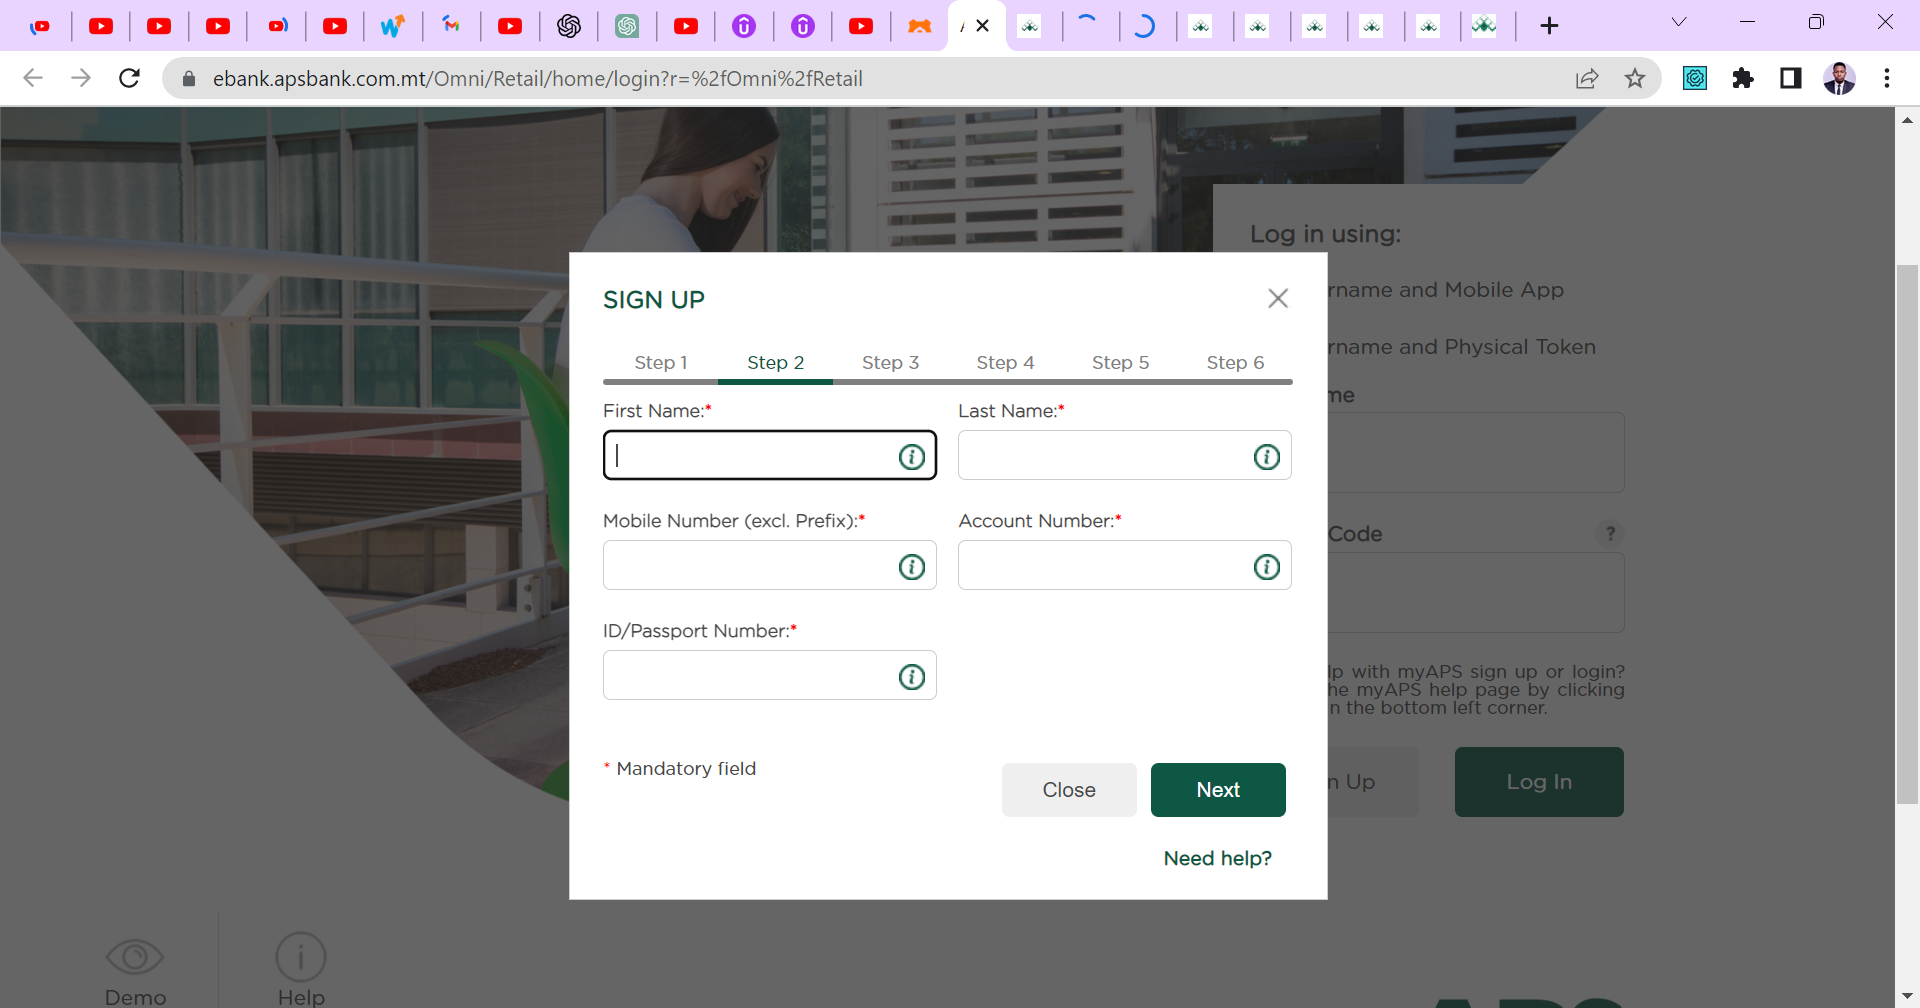 ebank.apsbank.com.mt/Omni/Retail/home/login?r=%2fOmni%2fRetail
Log in using:
rname and Mobile App
rname and Physical Token
me
Code
?
lp with myAPS sign up or login?
he myAPS help page by clicking
n the bottom left corner.
n Up
Log In
SIGN UP
Step 1
Step 2
Step 3
Step 4
Step 5
Step 6
First Name:*
Last Name:*
Mobile Number (excl. Prefix):*
Account Number:*
ID/Passport Number:*
* Mandatory field
Close
Next
Need help?
Demo
Help